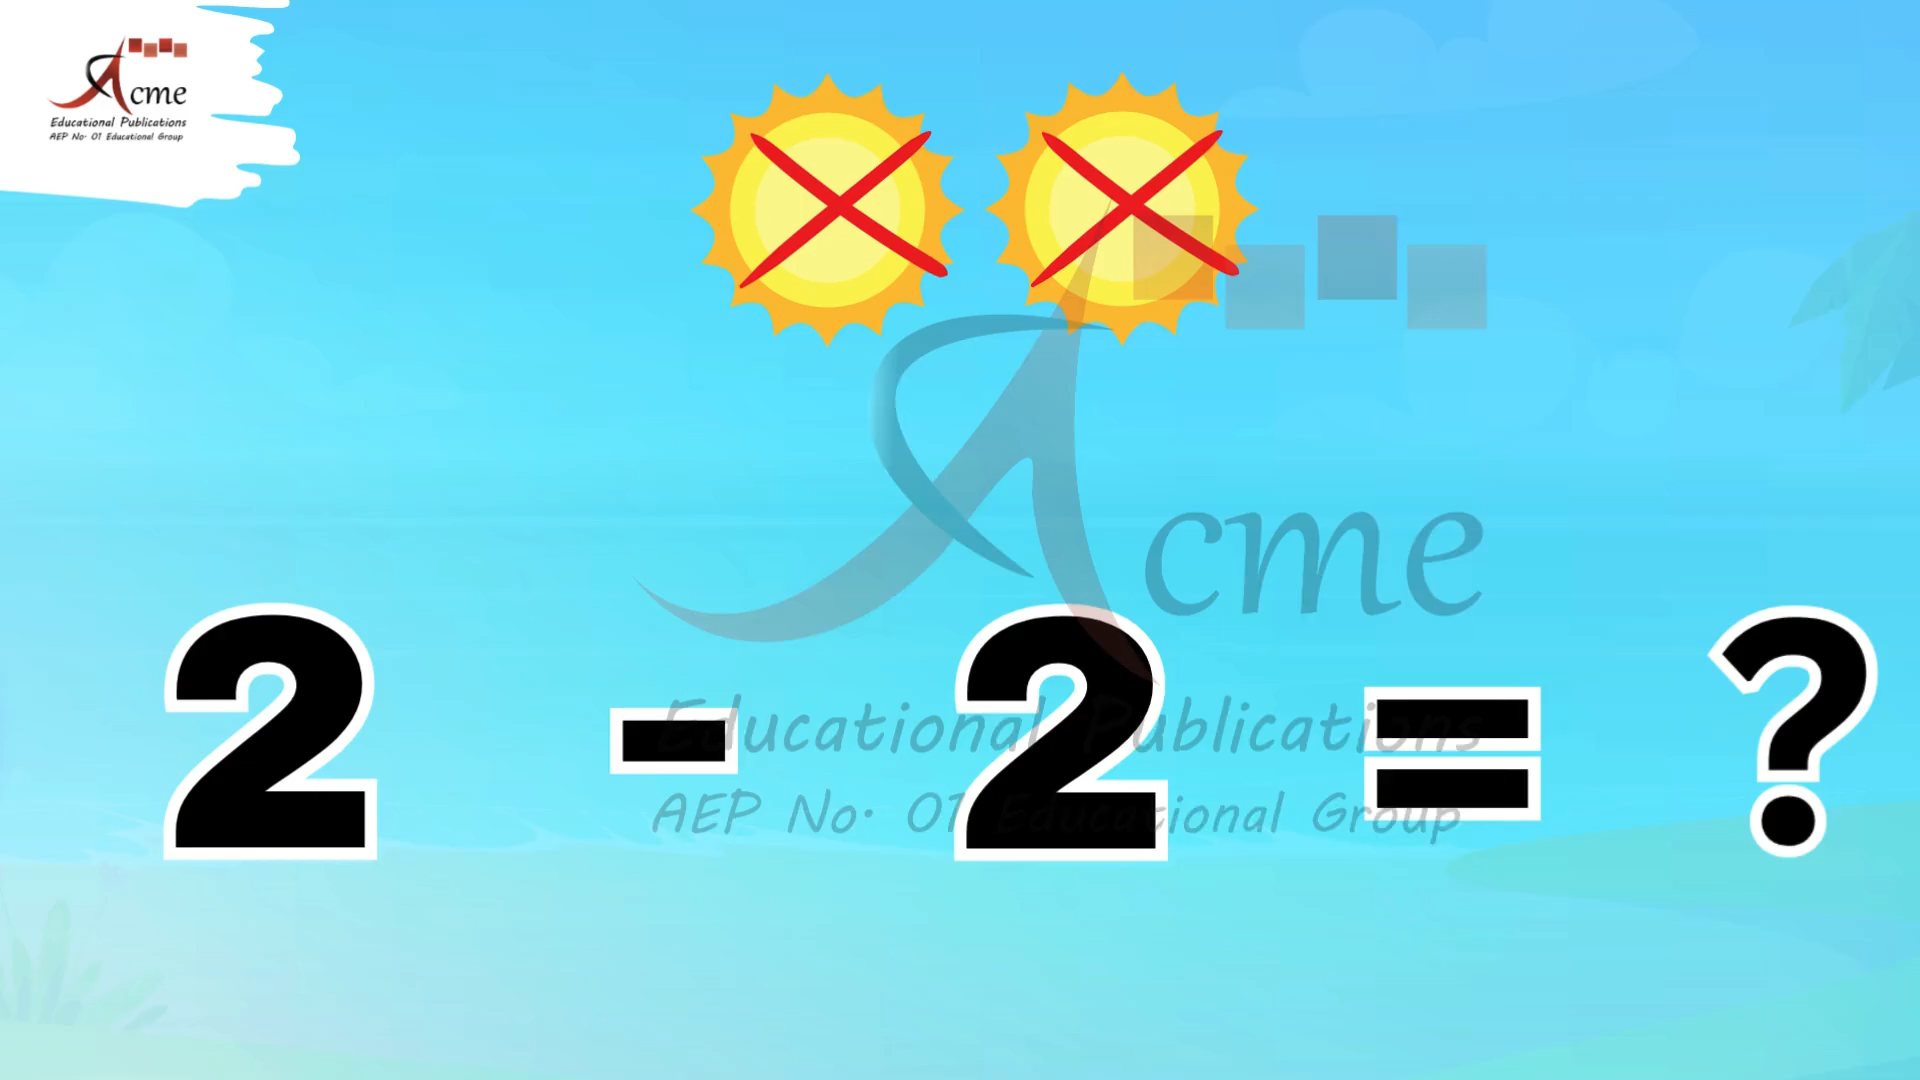 Acme
Educational Publications
AEP No. 01 Educational Group
Acme
2 - 2 = ?
Educational Publications
AEP No. 01 Educational Group